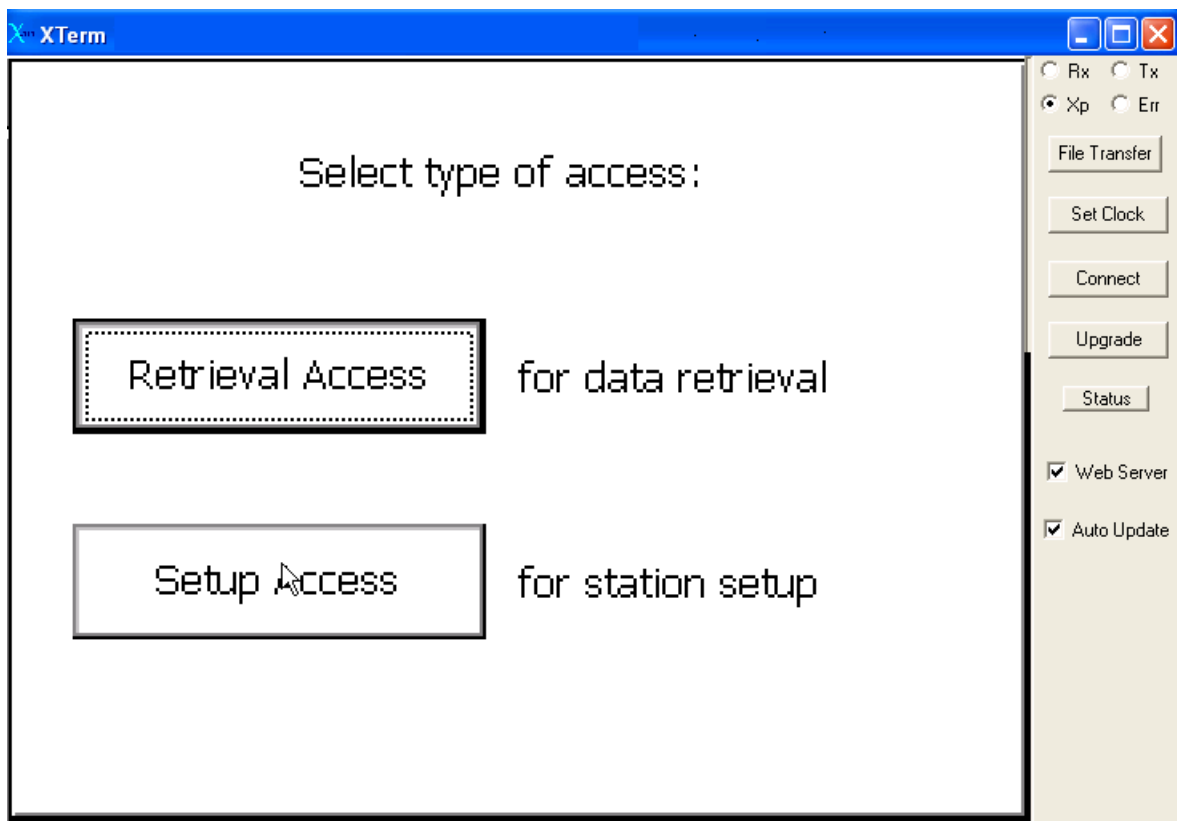 XTerm
Select type of access:
Retrieval Access for data retrieval
Setup Access for station setup
Rx Tx
Xp Err
File Transfer
Set Clock
Connect
Upgrade
Status
Web Server
Auto Update